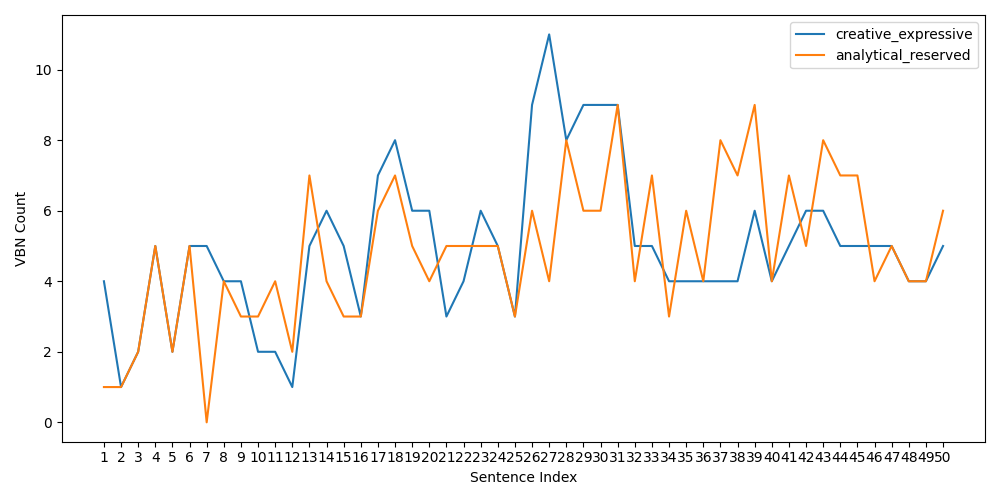 creative_expressive
analytical_reserved
10
8
6
4
2
0
VBN Count
1 2 3 4 5 6 7 8 9 10 11 12 13 14 15 16 17 18 19 20 21 22 23 24 25 26 27 28 29 30 31 32 33 34 35 36 37 38 39 40 41 42 43 44 45 46 47 48 49 50
Sentence Index